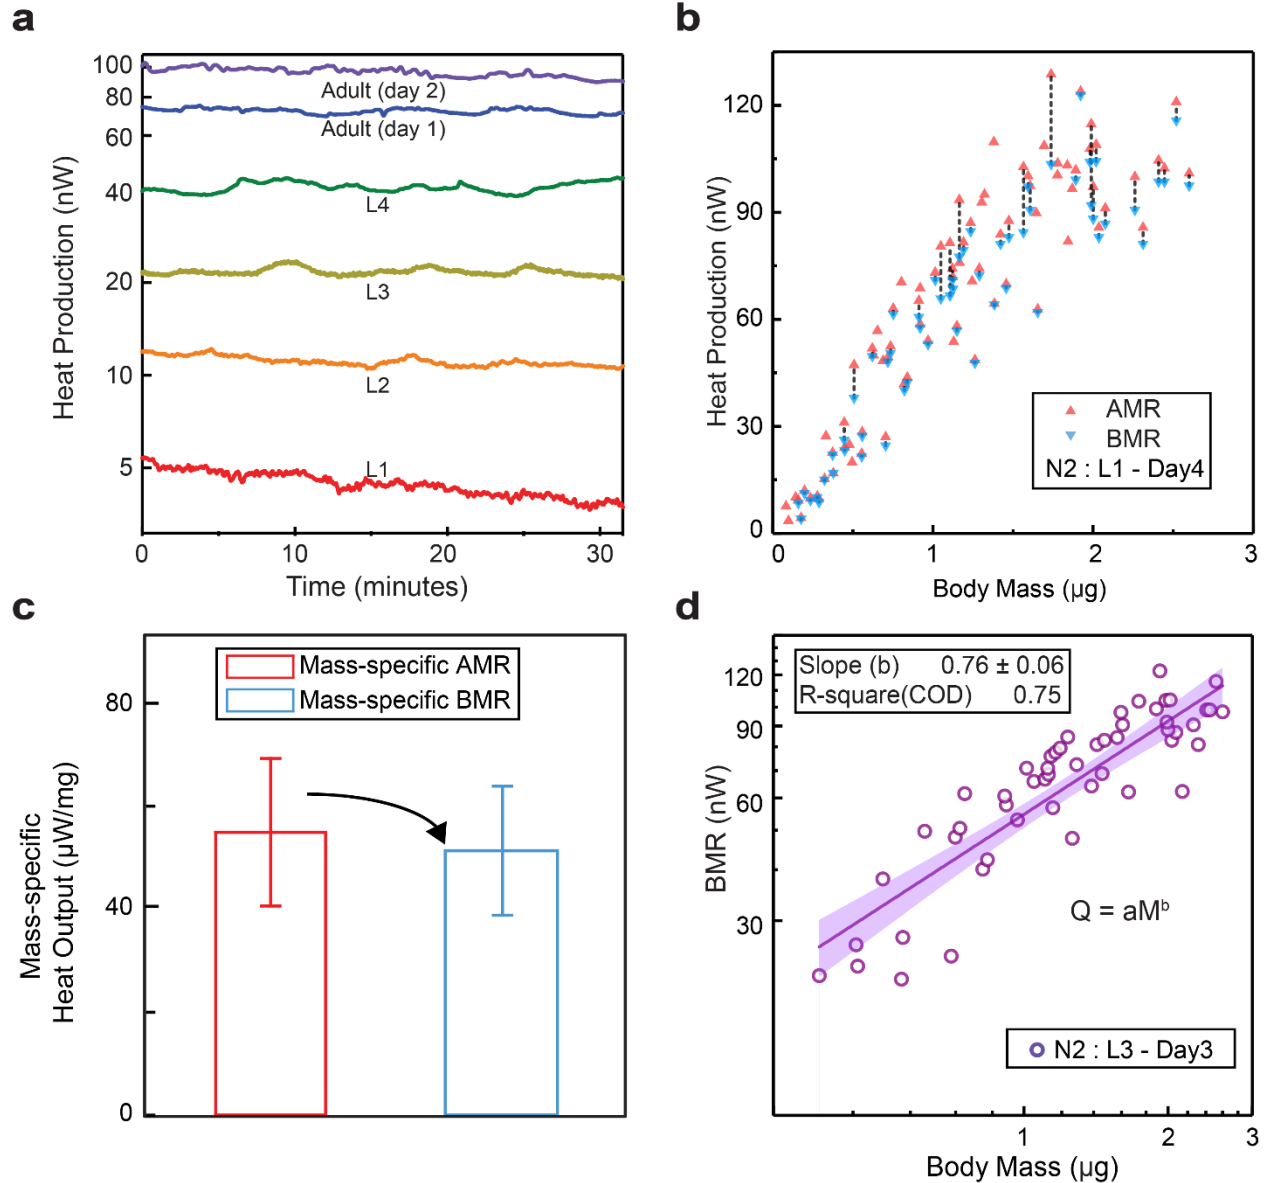 a
100
80
60
40
20
10
5
Heat Production (nW)
Adult (day 2)
Adult (day 1)
L4
L3
L2
L1
0
10
20
30
Time (minutes)
b
120
90
60
30
0
Heat Production (nW)
AMR
BMR
N2 : L1 - Day4
0
1
2
3
Body Mass (µg)
c
Mass-specific AMR
Mass-specific BMR
80
40
0
Mass-specific
Heat Output (µW/mg)
d
Slope (b) 0.76 ± 0.06
R-square(COD) 0.75
120
90
60
30
BMR (nW)
Q = aMᵇ
N2 : L3 - Day3
1
2
3
Body Mass (µg)